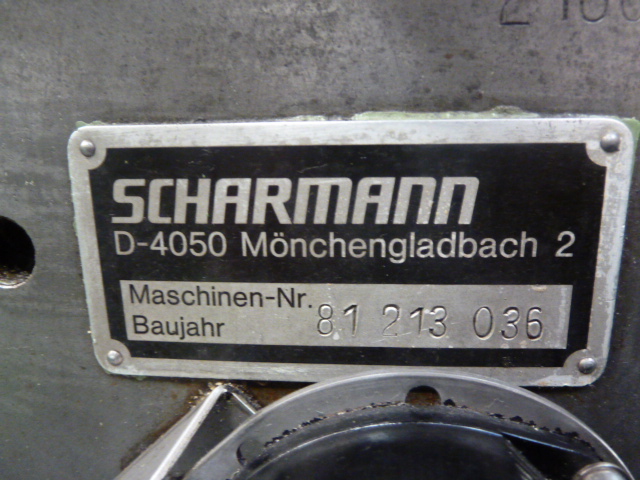 SCHARMANN
D-4050 Mönchengladbach 2
Maschinen-Nr. 81 213 036
Baujahr